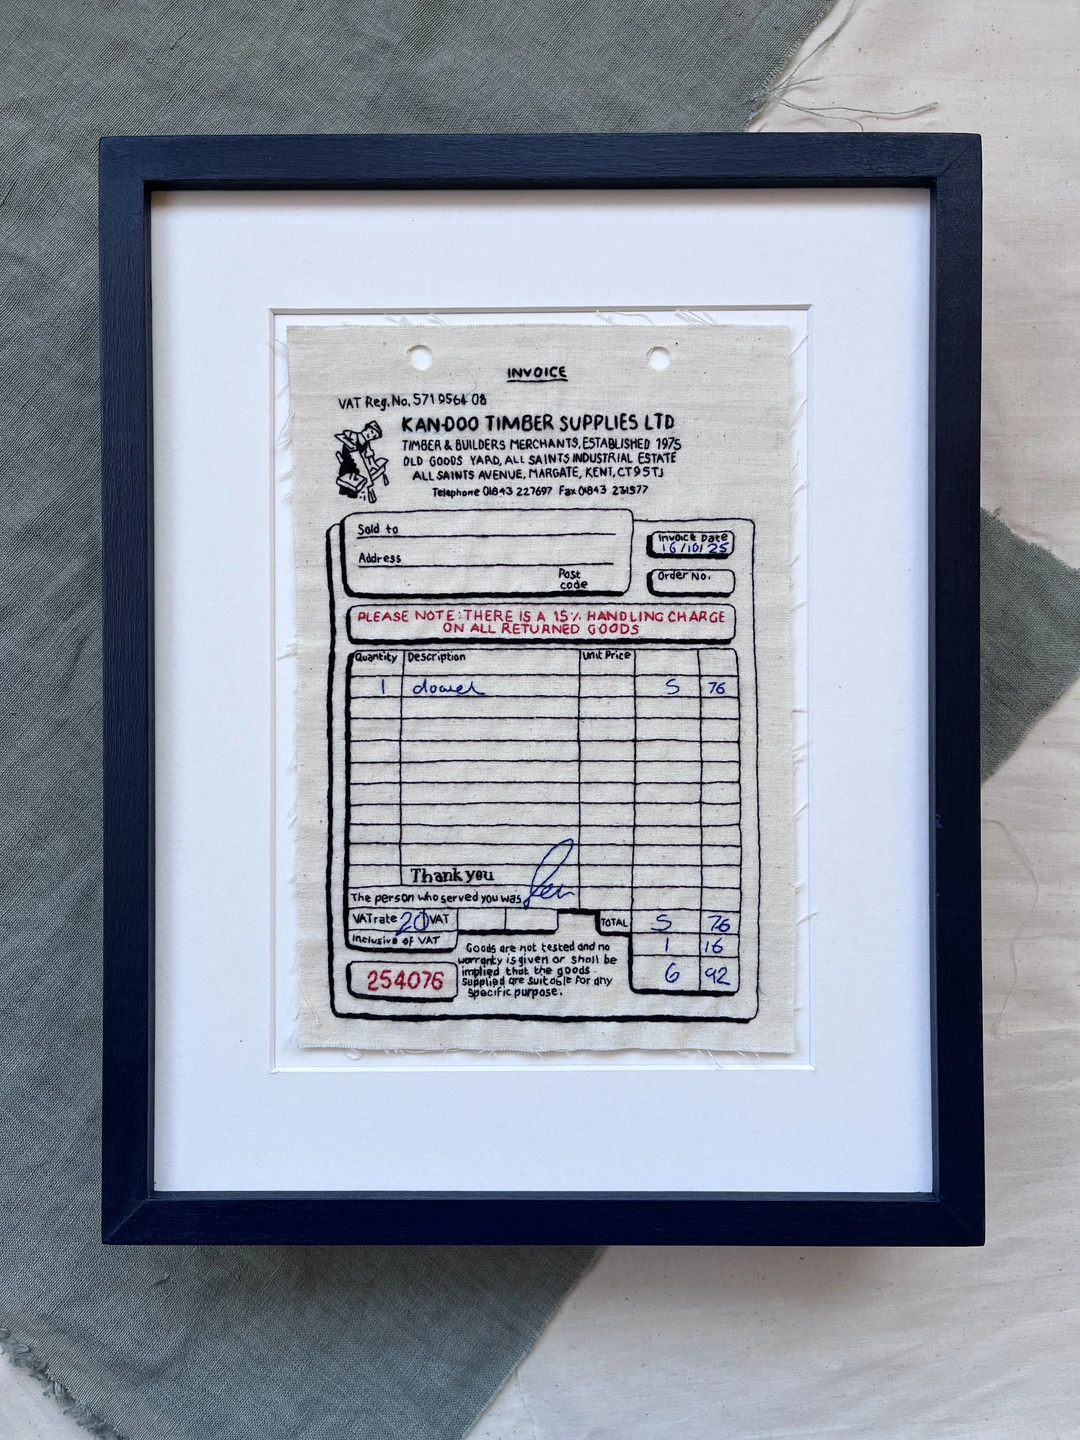 INVOICE
VAT Reg. No. 571 9564 08
KAN-DOO TIMBER SUPPLIES LTD
TIMBER & BUILDERS MERCHANTS, ESTABLISHED 1975
OLD GOODS YARD, ALL SAINTS INDUSTRIAL ESTATE
ALL SAINTS AVENUE, MARGATE, KENT, CT9 5TJ
Telephone 01843 227697 Fax 01843 231577
Sold to
Address
Post code
Invoice Date
16/10/25
Order No.
PLEASE NOTE: THERE IS A 15% HANDLING CHARGE
ON ALL RETURNED GOODS
Quantity Description Unit Price
1 dowel 5 76
Thank you
The person who served you was
VAT rate 20 VAT TOTAL 5 76
Inclusive of VAT 1 16
6 92
254076
Goods are not tested and no
warranty is given or shall be
implied that the goods
supplied are suitable for any
specific purpose.